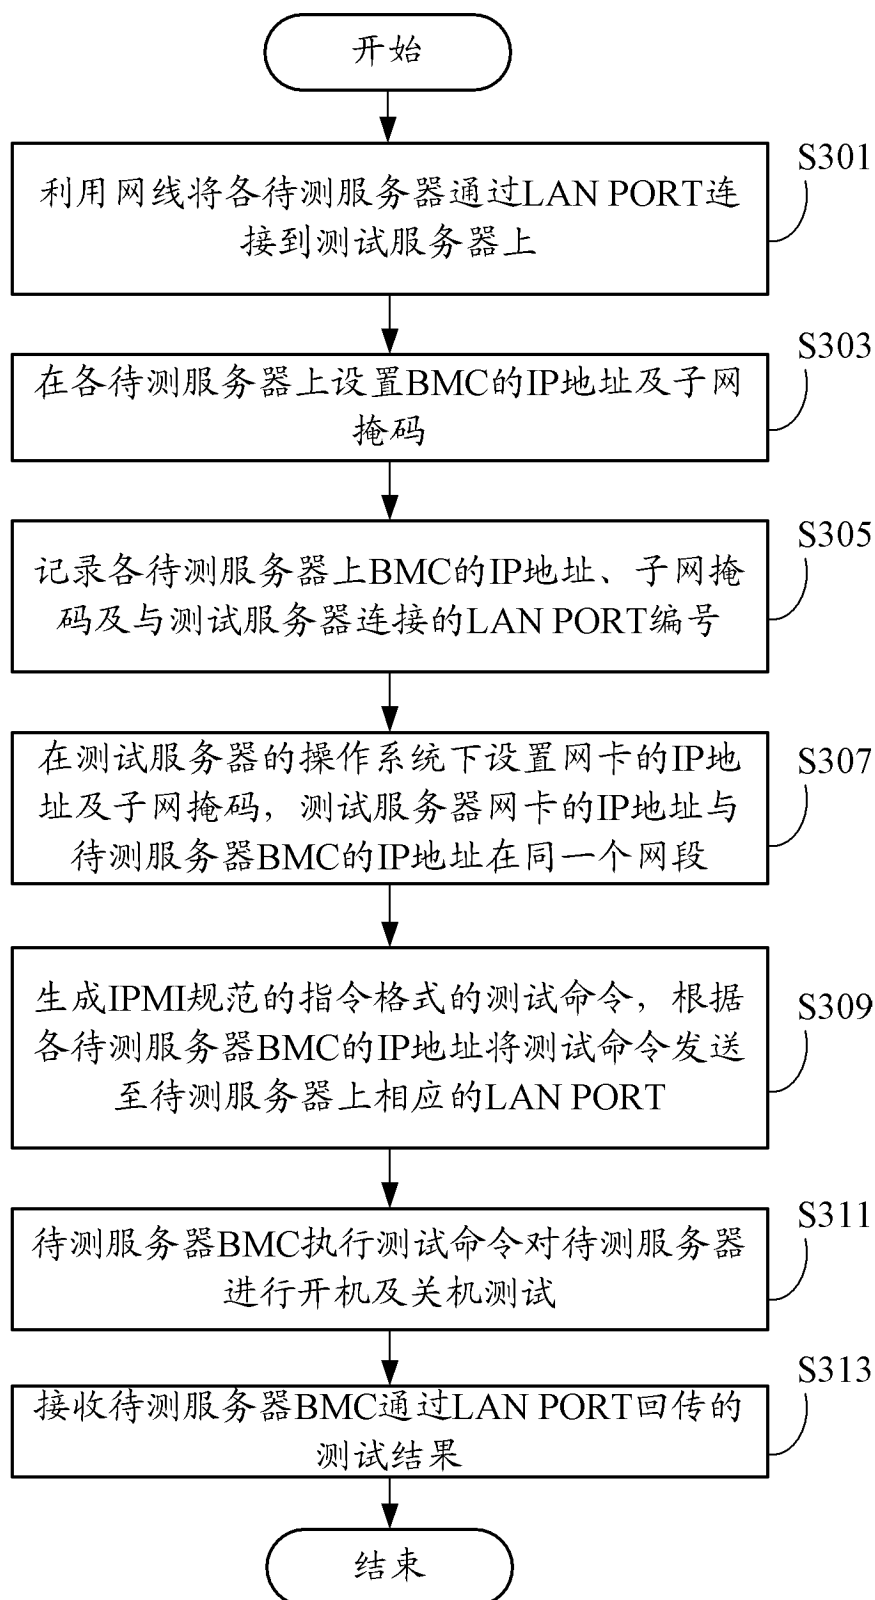 开始
S301
利用网线将各待测服务器通过LAN PORT连
接到测试服务器上
S303
在各待测服务器上设置BMC的IP地址及子网
掩码
S305
记录各待测服务器上BMC的IP地址、子网掩
码及与测试服务器连接的LAN PORT编号
S307
在测试服务器的操作系统下设置网卡的IP地
址及子网掩码，测试服务器网卡的IP地址与
待测服务器BMC的IP地址在同一个网段
S309
生成IPMI规范的指令格式的测试命令，根据
各待测服务器BMC的IP地址将测试命令发送
至待测服务器上相应的LAN PORT
S311
待测服务器BMC执行测试命令对待测服务器
进行开机及关机测试
S313
接收待测服务器BMC通过LAN PORT回传的
测试结果
结束